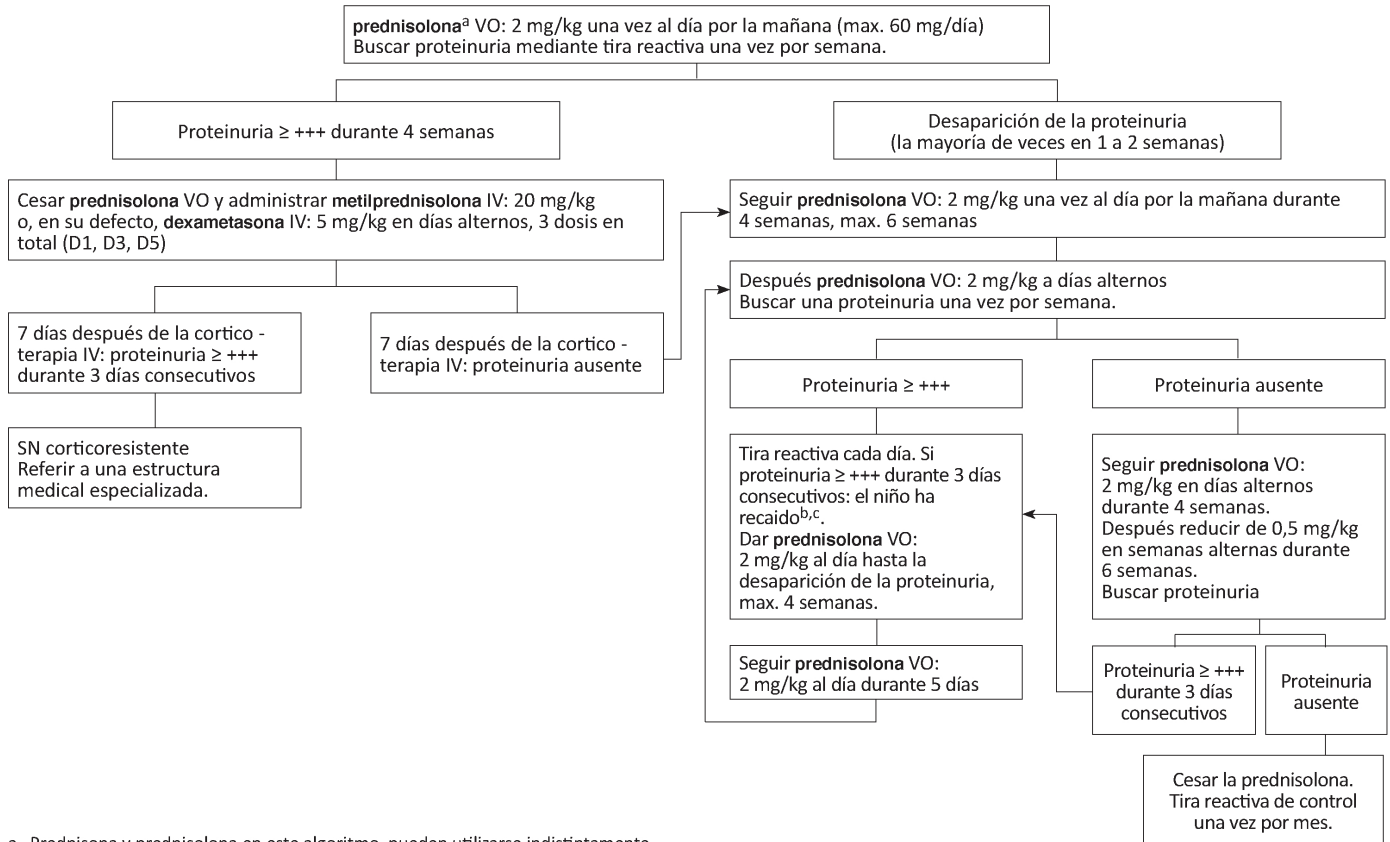 prednisolonaª VO: 2 mg/kg una vez al día por la mañana (max. 60 mg/día)
Buscar proteinuria mediante tira reactiva una vez por semana.
Proteinuria ≥ +++ durante 4 semanas
Desaparición de la proteinuria
(la mayoría de veces en 1 a 2 semanas)
Cesar prednisolona VO y administrar metilprednisolona IV: 20 mg/kg
o, en su defecto, dexametasona IV: 5 mg/kg en días alternos, 3 dosis en
total (D1, D3, D5)
Seguir prednisolona VO: 2 mg/kg una vez al día por la mañana durante
4 semanas, max. 6 semanas
Después prednisolona VO: 2 mg/kg a días alternos
Buscar una proteinuria una vez por semana.
7 días después de la cortico -
terapia IV: proteinuria ≥ +++
durante 3 días consecutivos
7 días después de la cortico -
terapia IV: proteinuria ausente
SN corticoresistente
Referir a una estructura
medical especializada.
Proteinuria ≥ +++
Proteinuria ausente
Tira reactiva cada día. Si
proteinuria ≥ +++ durante 3 días
consecutivos: el niño ha
recaidob,c.
Dar prednisolona VO:
2 mg/kg al día hasta la
desaparición de la proteinuria,
max. 4 semanas.
Seguir prednisolona VO:
2 mg/kg en días alternos
durante 4 semanas.
Después reducir de 0,5 mg/kg
en semanas alternas durante
6 semanas.
Buscar proteinuria
Seguir prednisolona VO:
2 mg/kg al día durante 5 días
Proteinuria ≥ +++
durante 3 días
consecutivos
Proteinuria
ausente
Cesar la prednisolona.
Tira reactiva de control
una vez por mes.
a Prednisona y prednisolona en este algoritmo, pueden utilizarse indistintamente